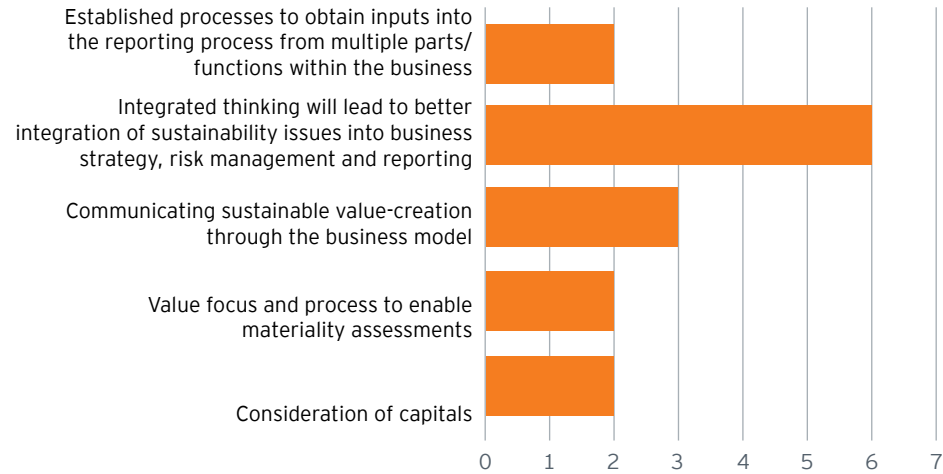 Established processes to obtain inputs into
the reporting process from multiple parts/
functions within the business
Integrated thinking will lead to better
integration of sustainability issues into business
strategy, risk management and reporting
Communicating sustainable value-creation
through the business model
Value focus and process to enable
materiality assessments
Consideration of capitals
0 1 2 3 4 5 6 7